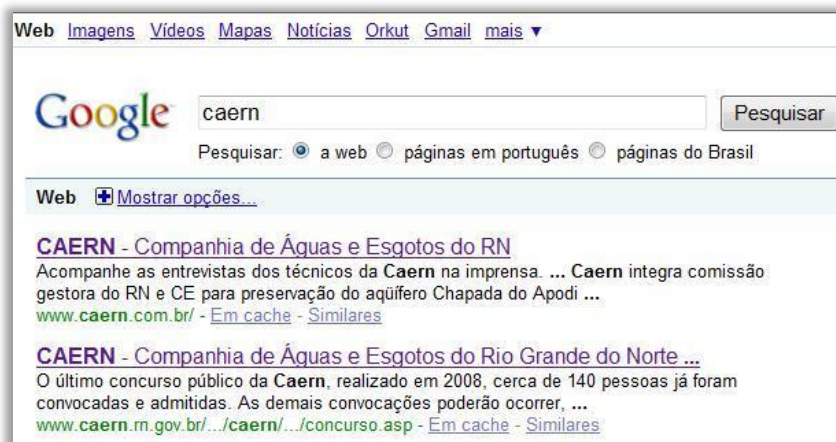 Web Imagens Vídeos Mapas Notícias Orkut Gmail mais ▼
Google caern Pesquisar
Pesquisar: a web páginas em português páginas do Brasil
Web Mostrar opções...
CAERN - Companhia de Águas e Esgotos do RN
Acompanhe as entrevistas dos técnicos da Caern na imprensa. ... Caern integra comissão
gestora do RN e CE para preservação do aqüífero Chapada do Apodi ...
www.caern.com.br/ - Em cache - Similares
CAERN - Companhia de Águas e Esgotos do Rio Grande do Norte ...
O último concurso público da Caern, realizado em 2008, cerca de 140 pessoas já foram
convocadas e admitidas. As demais convocações poderão ocorrer, ...
www.caern.rn.gov.br/.../caern/.../concurso.asp - Em cache - Similares